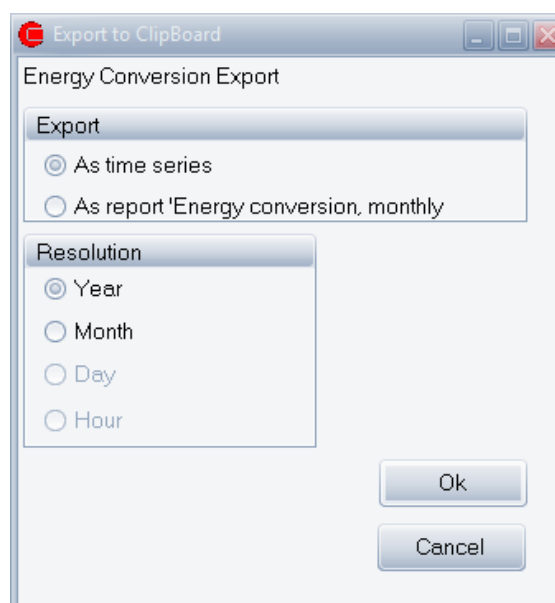 Export to ClipBoard
Energy Conversion Export
Export
As time series
As report 'Energy conversion, monthly
Resolution
Year
Month
Day
Hour
Ok
Cancel